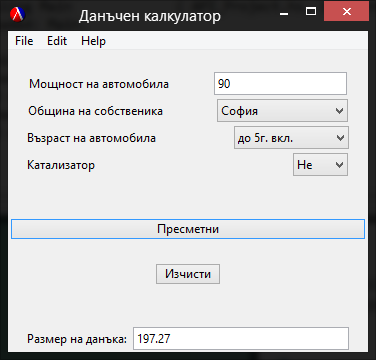 Данъчен калкулатор
File Edit Help
Мощност на автомобила 90
Община на собственика София
Възраст на автомобила до 5г. вкл.
Катализатор Не
Пресметни
Изчисти
Размер на данъка: 197.27